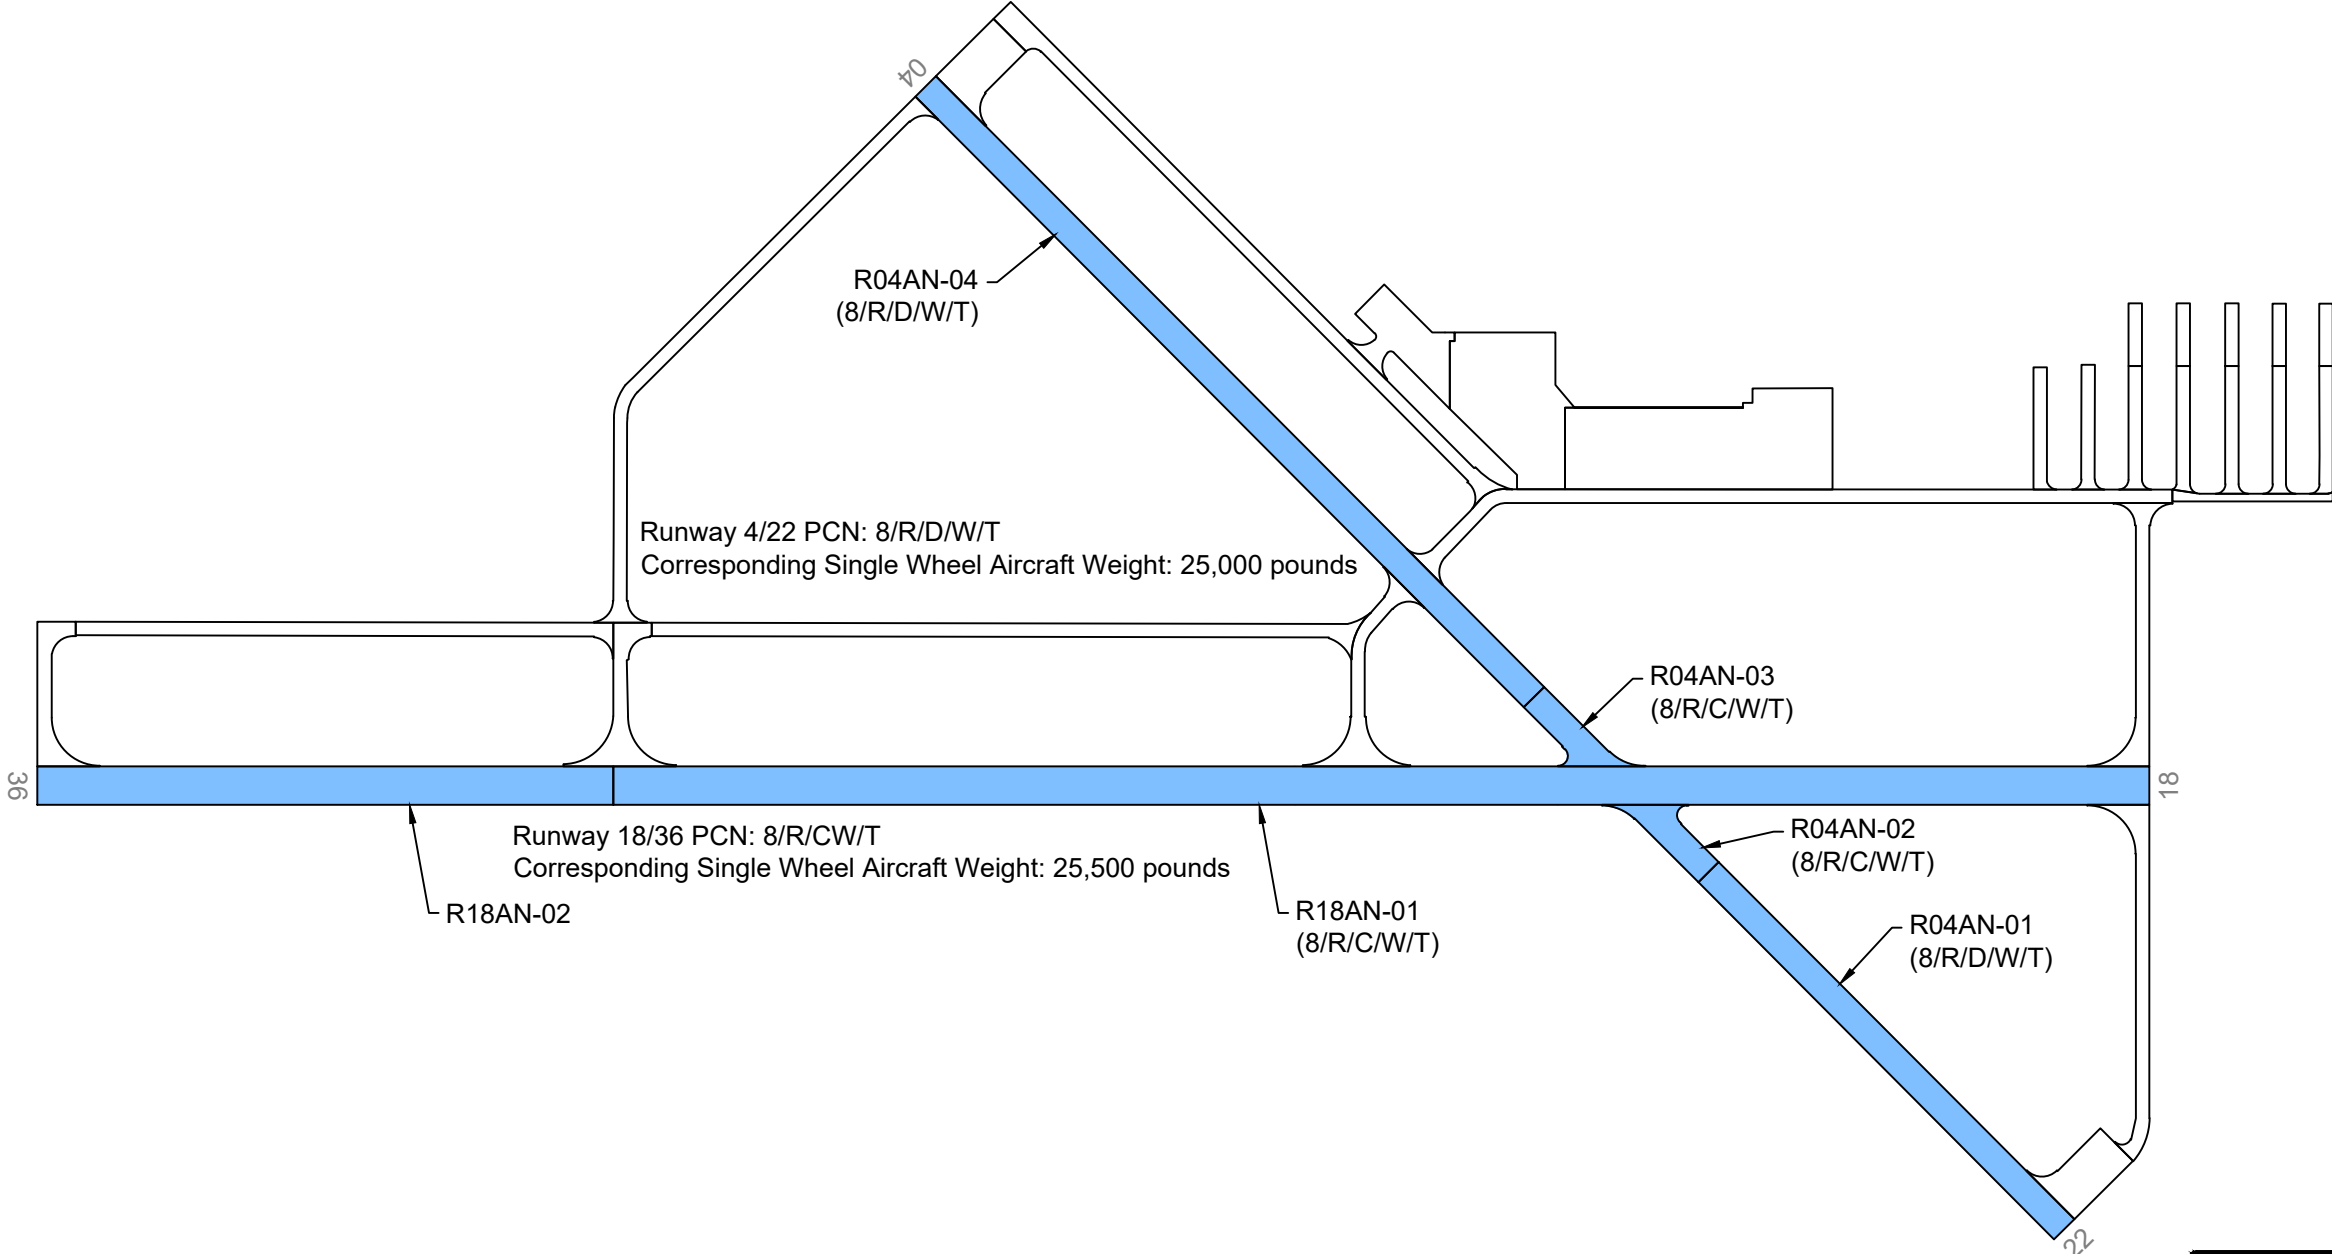 04
R04AN-04
(8/R/D/W/T)
Runway 4/22 PCN: 8/R/D/W/T
Corresponding Single Wheel Aircraft Weight: 25,000 pounds
R04AN-03
(8/R/C/W/T)
36
18
Runway 18/36 PCN: 8/R/CW/T
Corresponding Single Wheel Aircraft Weight: 25,500 pounds
R04AN-02
(8/R/C/W/T)
R18AN-02
R18AN-01
(8/R/C/W/T)
R04AN-01
(8/R/D/W/T)
22